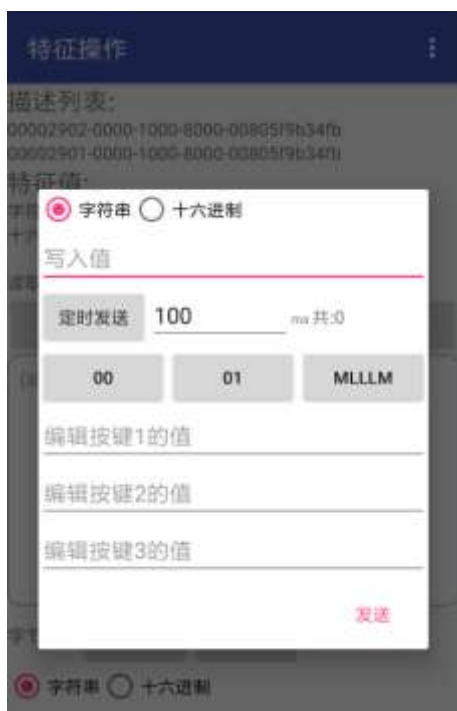 特征操作
描述列表:
00002902-0000-1000-8000-00805f9b34fb
00002901-0000-1000-8000-00805f9b34fb
特征值:
字符串 十六进制
写入值
定时发送 100 ms 共:0
00 01 MLLLM
编辑按键1的值
编辑按键2的值
编辑按键3的值
发送
字符串 十六进制